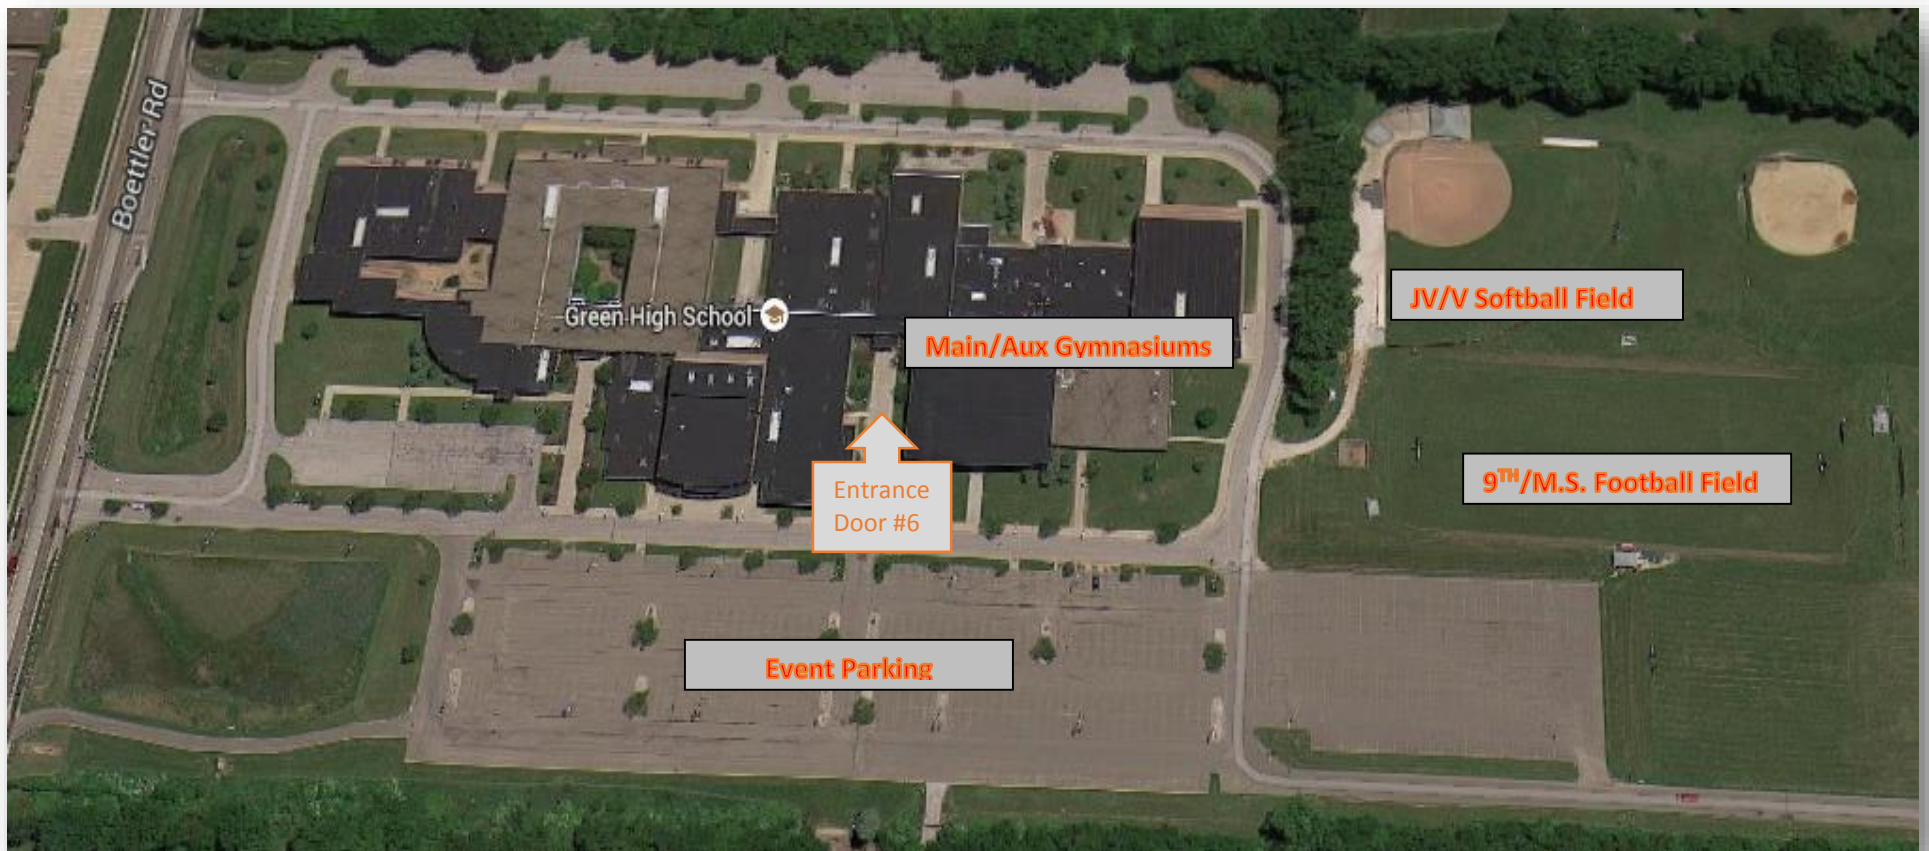 Boettler Rd
Green High School
JV/V Softball Field
Main/Aux Gymnasiums
9TH/M.S. Football Field
Entrance
Door #6
Event Parking